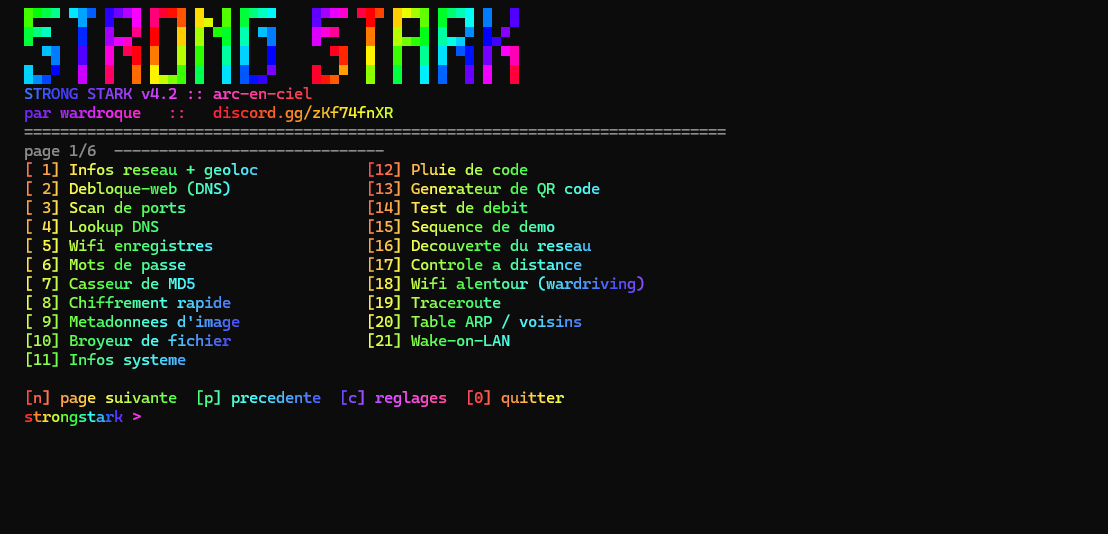 STRONG STARK
STRONG STARK v4.2 :: arc-en-ciel
par wardroque :: discord.gg/zKf74fnXR
==============================================================================
page 1/6 ------------------------------
[ 1] Infos reseau + geoloc [12] Pluie de code
[ 2] Debloque-web (DNS) [13] Generateur de QR code
[ 3] Scan de ports [14] Test de debit
[ 4] Lookup DNS [15] Sequence de demo
[ 5] Wifi enregistres [16] Decouverte du reseau
[ 6] Mots de passe [17] Controle a distance
[ 7] Casseur de MD5 [18] Wifi alentour (wardriving)
[ 8] Chiffrement rapide [19] Traceroute
[ 9] Metadonnees d'image [20] Table ARP / voisins
[10] Broyeur de fichier [21] Wake-on-LAN
[11] Infos systeme
[n] page suivante [p] precedente [c] reglages [0] quitter
strongstark >